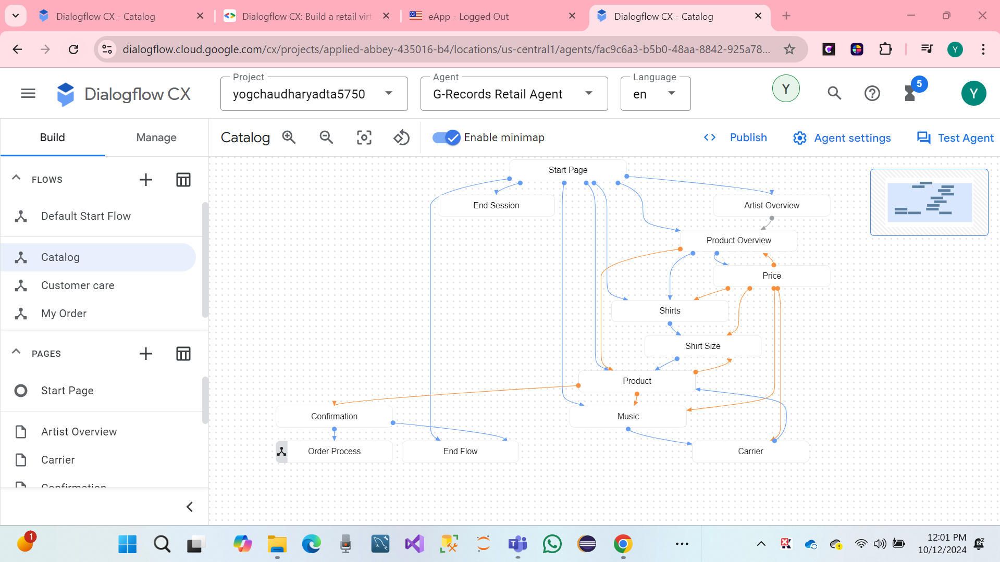 Dialogflow CX - Catalog
Dialogflow CX: Build a retail virt
eApp - Logged Out
Dialogflow CX - Catalog
dialogflow.cloud.google.com/cx/projects/applied-abbey-435016-b4/locations/us-central1/agents/fac9c6a3-b5b0-48aa-8842-925a78...
Y
Dialogflow CX
Project
yogchaudharyadta5750
Agent
G-Records Retail Agent
Language
en
Y
5
Y
Build
Manage
Catalog
Enable minimap
Publish
Agent settings
Test Agent
FLOWS
Default Start Flow
Catalog
Customer care
My Order
PAGES
Start Page
Artist Overview
Carrier
Confirmation
Start Page
End Session
Artist Overview
Product Overview
Price
Shirts
Shirt Size
Product
Confirmation
Music
Order Process
End Flow
Carrier
1
12:01 PM
10/12/2024